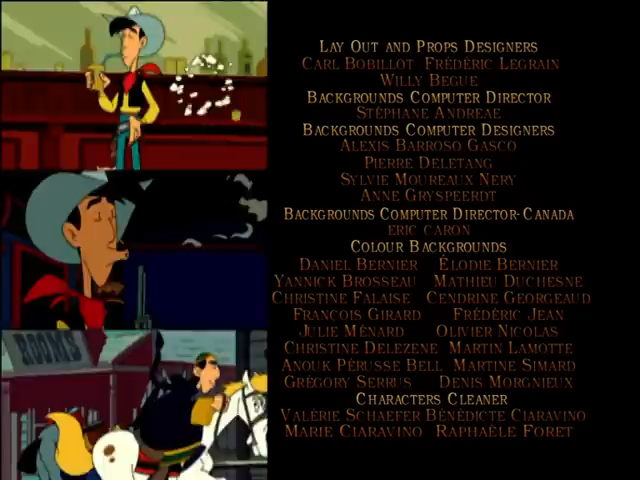 ROOMS
LAY OUT AND PROPS DESIGNERS
CARL BOBILLOT FRÉDÉRIC LEGRAIN
WILLY BEGUE
BACKGROUNDS COMPUTER DIRECTOR
STÉPHANE ANDREAE
BACKGROUNDS COMPUTER DESIGNERS
ALEXIS BARROSO GASCO
PIERRE DELETANG
SYLVIE MOUREAUX NERY
ANNE GRYSPEERDT
BACKGROUNDS COMPUTER DIRECTOR-CANADA
ERIC CARON
COLOUR BACKGROUNDS
DANIEL BERNIER ÉLODIE BERNIER
YANNICK BROSSEAU MATHIEU DUCHESNE
CHRISTINE FALAISE CENDRINE GEORGEAUD
FRANCOIS GIRARD FRÉDÉRIC JEAN
JULIE MÉNARD OLIVIER NICOLAS
CHRISTINE DELEZENE MARTIN LAMOTTE
ANOUK PÉRUSSE BELL MARTINE SIMARD
GRÉGORY SERRUS DENIS MORGNIEUX
CHARACTERS CLEANER
VALÉRIE SCHAEFER BÉNÉDICTE CIARAVINO
MARIE CIARAVINO RAPHAÈLE FORET